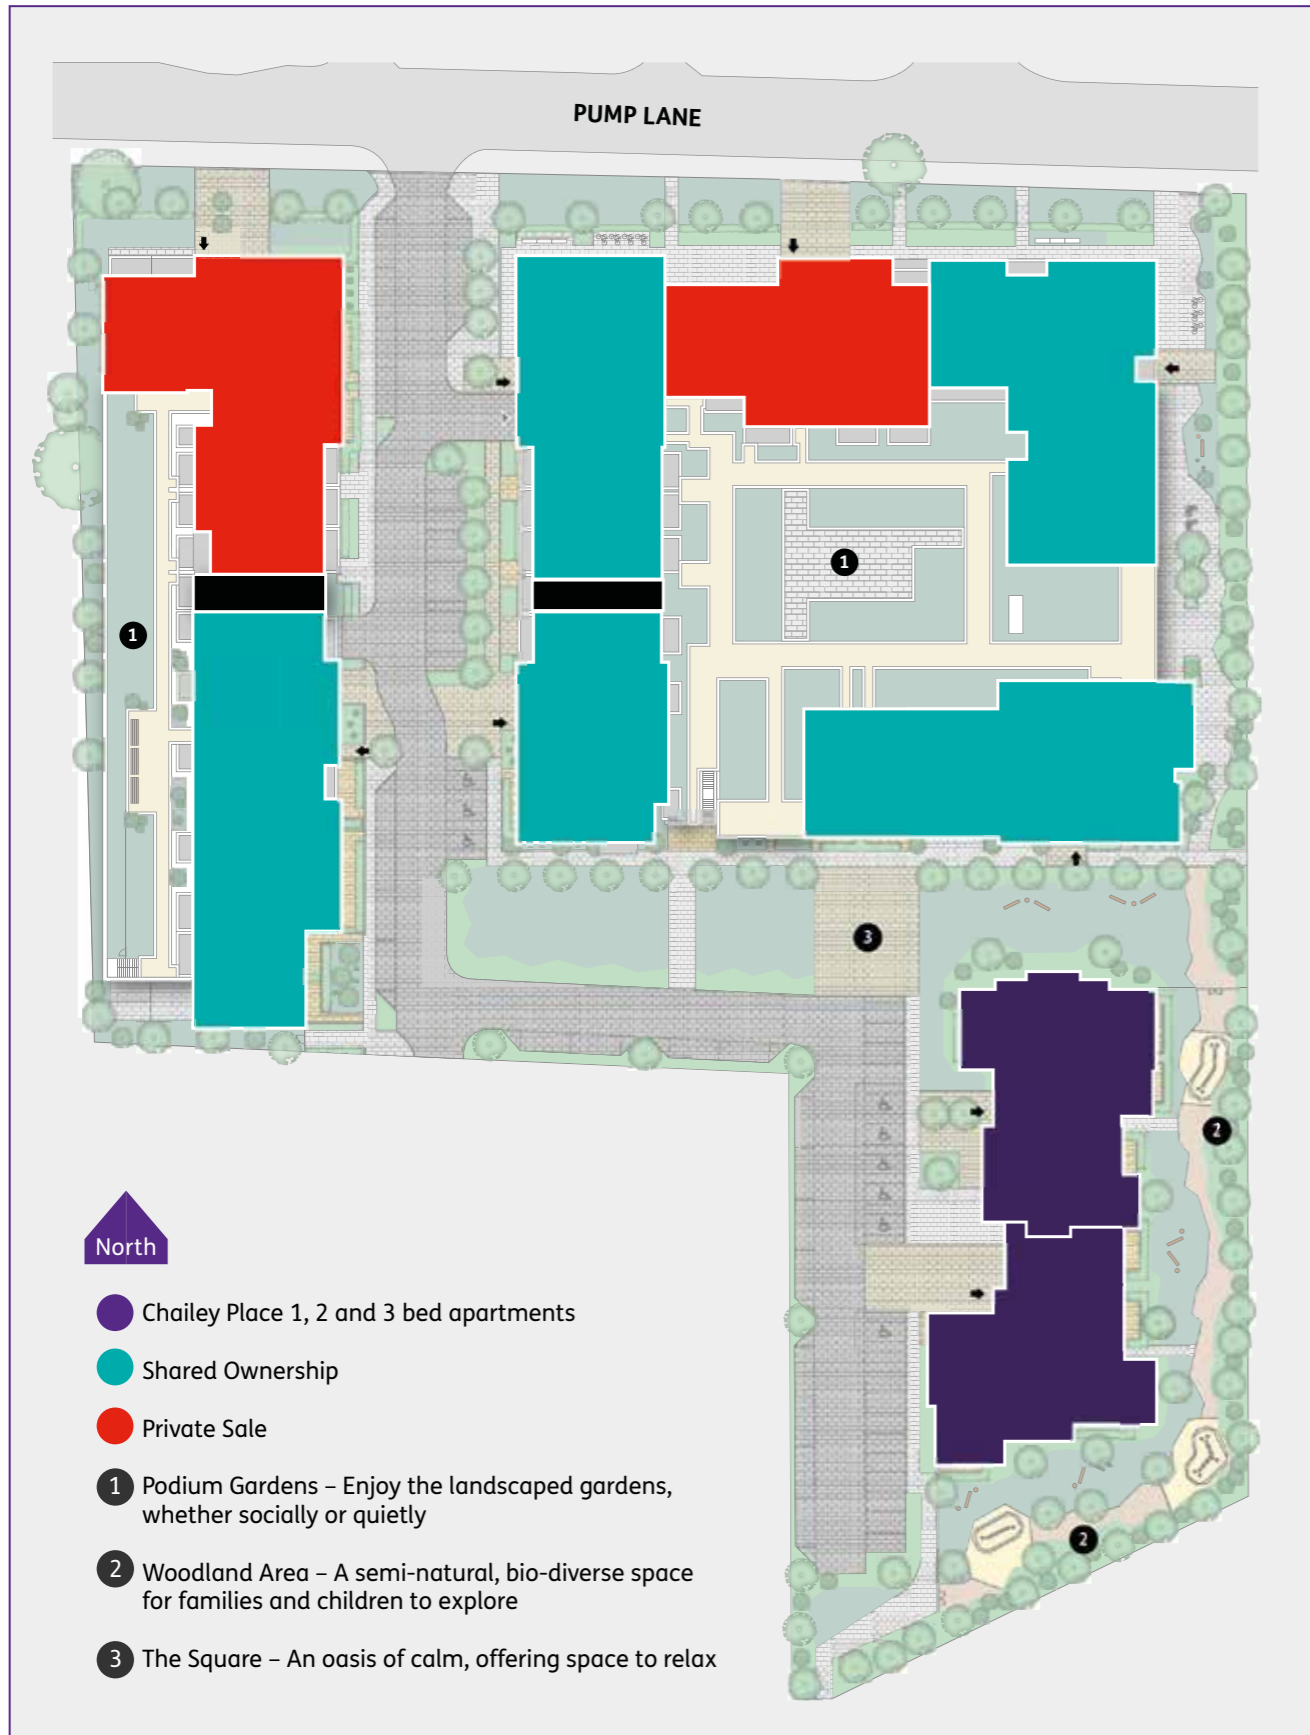 PUMP LANE
1
1
3
2
2
North
Chailey Place 1, 2 and 3 bed apartments
Shared Ownership
Private Sale
1 Podium Gardens – Enjoy the landscaped gardens,
whether socially or quietly
2 Woodland Area – A semi-natural, bio-diverse space
for families and children to explore
3 The Square – An oasis of calm, offering space to relax